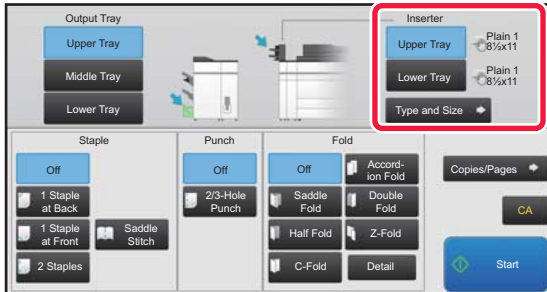 Output Tray
Upper Tray
Middle Tray
Lower Tray
Inserter
Upper Tray
Plain 1
8½x11
Lower Tray
Plain 1
8½x11
Type and Size
Staple
Off
1 Staple
at Back
1 Staple
at Front
Saddle
Stitch
2 Staples
Punch
Off
2/3-Hole
Punch
Fold
Off
Accord-
ion Fold
Saddle
Fold
Double
Fold
Half Fold
Z-Fold
C-Fold
Detail
Copies/Pages
CA
Start